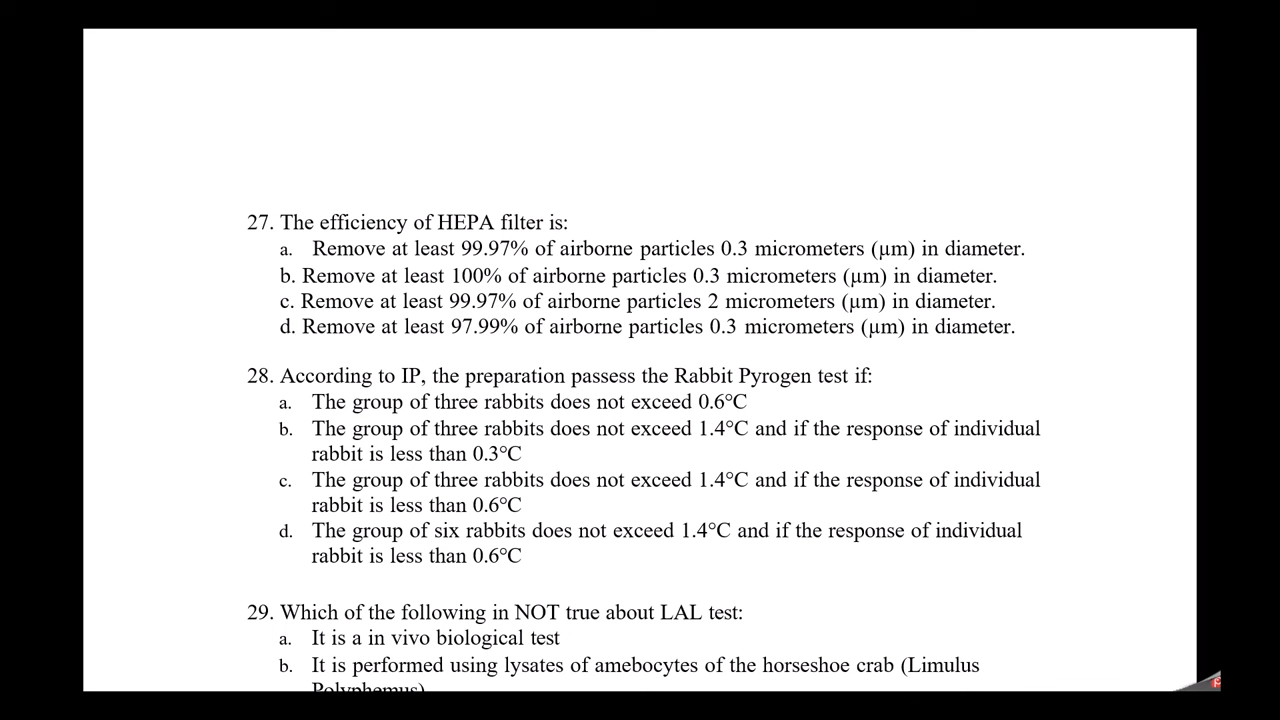 27. The efficiency of HEPA filter is:
a. Remove at least 99.97% of airborne particles 0.3 micrometers (µm) in diameter.
b. Remove at least 100% of airborne particles 0.3 micrometers (µm) in diameter.
c. Remove at least 99.97% of airborne particles 2 micrometers (µm) in diameter.
d. Remove at least 97.99% of airborne particles 0.3 micrometers (µm) in diameter.
28. According to IP, the preparation passess the Rabbit Pyrogen test if:
a. The group of three rabbits does not exceed 0.6°C
b. The group of three rabbits does not exceed 1.4°C and if the response of individual
rabbit is less than 0.3°C
c. The group of three rabbits does not exceed 1.4°C and if the response of individual
rabbit is less than 0.6°C
d. The group of six rabbits does not exceed 1.4°C and if the response of individual
rabbit is less than 0.6°C
29. Which of the following in NOT true about LAL test:
a. It is a in vivo biological test
b. It is performed using lysates of amebocytes of the horseshoe crab (Limulus
Polyphemus)